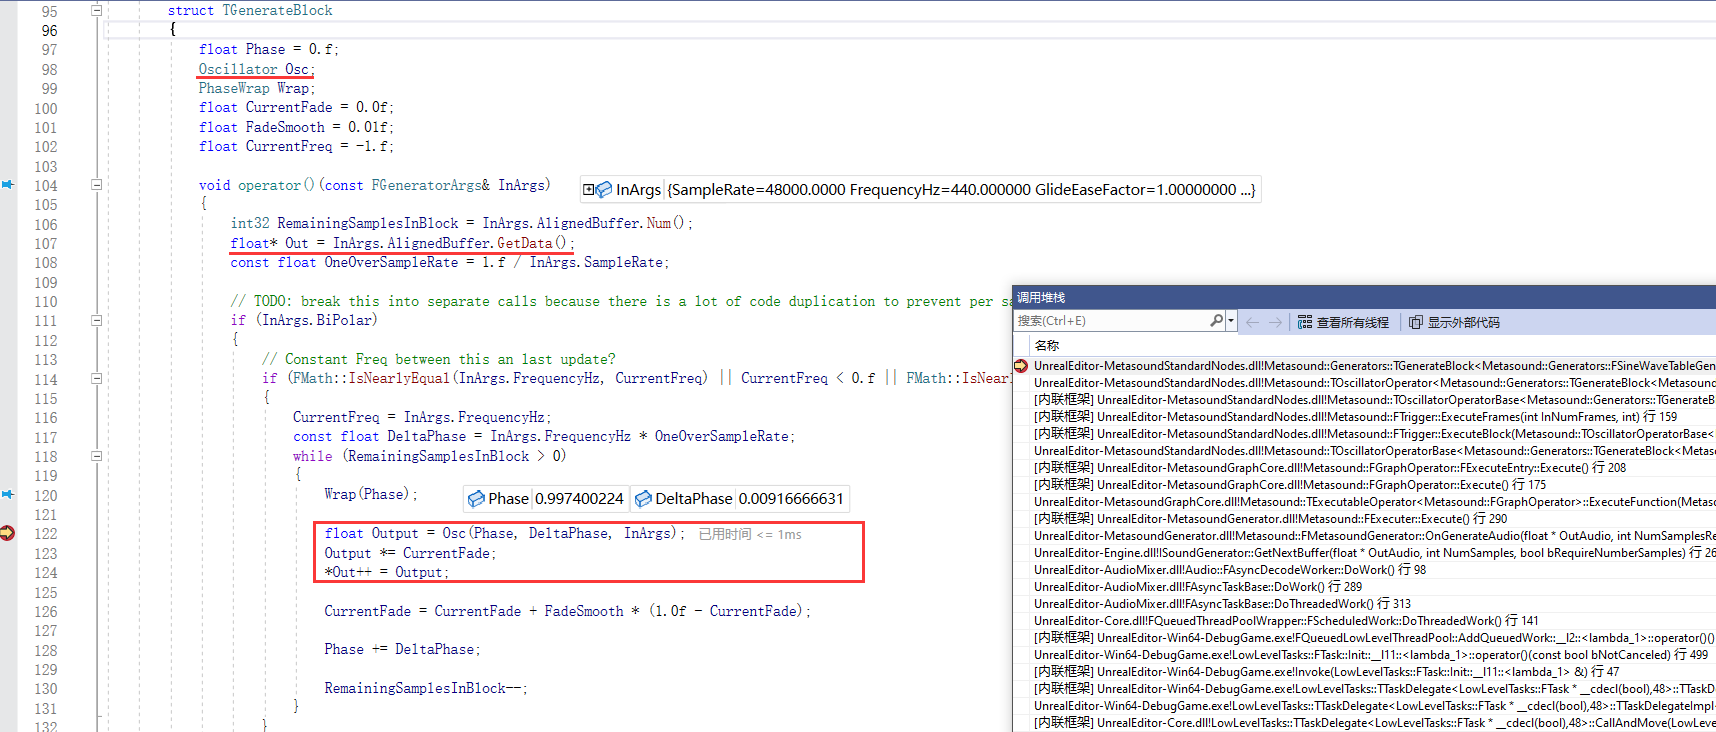 95 struct TGenerateBlock
96 {
97 float Phase = 0.f;
98 Oscillator Osc;
99 PhaseWrap Wrap;
100 float CurrentFade = 0.0f;
101 float FadeSmooth = 0.01f;
102 float CurrentFreq = -1.f;
103
104 void operator()(const FGeneratorArgs& InArgs) InArgs {SampleRate=48000.0000 FrequencyHz=440.000000 GlideEaseFactor=1.00000000 ...}
105 {
106 int32 RemainingSamplesInBlock = InArgs.AlignedBuffer.Num();
107 float* Out = InArgs.AlignedBuffer.GetData();
108 const float OneOverSampleRate = 1.f / InArgs.SampleRate;
109
110 // TODO: break this into separate calls because there is a lot of code duplication to prevent per sa
111 if (InArgs.BiPolar)
112 {
113 // Constant Freq between this an last update?
114 if (FMath::IsNearlyEqual(InArgs.FrequencyHz, CurrentFreq) || CurrentFreq < 0.f || FMath::IsNearl
115 {
116 CurrentFreq = InArgs.FrequencyHz;
117 const float DeltaPhase = InArgs.FrequencyHz * OneOverSampleRate;
118 while (RemainingSamplesInBlock > 0)
119 {
120 Wrap(Phase); Phase 0.997400224 DeltaPhase 0.00916666631
121
122 float Output = Osc(Phase, DeltaPhase, InArgs); 已用时间 <= 1ms
123 Output *= CurrentFade;
124 *Out++ = Output;
125
126 CurrentFade = CurrentFade + FadeSmooth * (1.0f - CurrentFade);
127
128 Phase += DeltaPhase;
129
130 RemainingSamplesInBlock--;
131 }
132 }
调用堆栈
搜索(Ctrl+E) 查看所有线程 显示外部代码
名称
UnrealEditor-MetasoundStandardNodes.dll!Metasound::Generators::TGenerateBlock<Metasound::Generators::FSineWaveTableGen
UnrealEditor-MetasoundStandardNodes.dll!Metasound::TOscillatorOperator<Metasound::Generators::TGenerateBlock<Metasound
[内联框架] UnrealEditor-MetasoundStandardNodes.dll!Metasound::TOscillatorOperatorBase<Metasound::Generators::TGenerateB
[内联框架] UnrealEditor-MetasoundStandardNodes.dll!Metasound::FTrigger::ExecuteFrames(int InNumFrames, int) 行 159
[内联框架] UnrealEditor-MetasoundStandardNodes.dll!Metasound::FTrigger::ExecuteBlock(Metasound::TOscillatorOperatorBase<
UnrealEditor-MetasoundStandardNodes.dll!Metasound::TOscillatorOperatorBase<Metasound::Generators::TGenerateBlock<Metaso
[内联框架] UnrealEditor-MetasoundGraphCore.dll!Metasound::FGraphOperator::FExecuteEntry::Execute() 行 208
[内联框架] UnrealEditor-MetasoundGraphCore.dll!Metasound::FGraphOperator::Execute() 行 175
UnrealEditor-MetasoundGraphCore.dll!Metasound::TExecutableOperator<Metasound::FGraphOperator>::ExecuteFunction(Metaso
[内联框架] UnrealEditor-MetasoundGenerator.dll!Metasound::FExecuter::Execute() 行 290
UnrealEditor-MetasoundGenerator.dll!Metasound::FMetasoundGenerator::OnGenerateAudio(float * OutAudio, int NumSamplesRe
UnrealEditor-Engine.dll!ISoundGenerator::GetNextBuffer(float * OutAudio, int NumSamples, bool bRequireNumberSamples) 行 26
UnrealEditor-AudioMixer.dll!Audio::FAsyncDecodeWorker::DoWork() 行 98
UnrealEditor-AudioMixer.dll!FAsyncTaskBase::DoWork() 行 289
UnrealEditor-AudioMixer.dll!FAsyncTaskBase::DoThreadedWork() 行 313
UnrealEditor-Core.dll!FQueuedThreadPoolWrapper::FScheduledWork::DoThreadedWork() 行 141
[内联框架] UnrealEditor-Win64-DebugGame.exe!FQueuedLowLevelThreadPool::AddQueuedWork::__l2::<lambda_1>::operator()()
UnrealEditor-Win64-DebugGame.exe!LowLevelTasks::FTask::Init::__l11::<lambda_1>::operator()(const bool bNotCanceled) 行 499
[内联框架] UnrealEditor-Win64-DebugGame.exe!Invoke(LowLevelTasks::FTask::Init::__l11::<lambda_1> &) 行 47
[内联框架] UnrealEditor-Win64-DebugGame.exe!LowLevelTasks::TTaskDelegate<LowLevelTasks::FTask * __cdecl(bool),48>::TTaskD
UnrealEditor-Win64-DebugGame.exe!LowLevelTasks::TTaskDelegate<LowLevelTasks::FTask * __cdecl(bool),48>::TTaskDelegateImpl
[内联框架] UnrealEditor-Core.dll!LowLevelTasks::TTaskDelegate<LowLevelTasks::FTask * __cdecl(bool),48>::CallAndMove(LowLeve